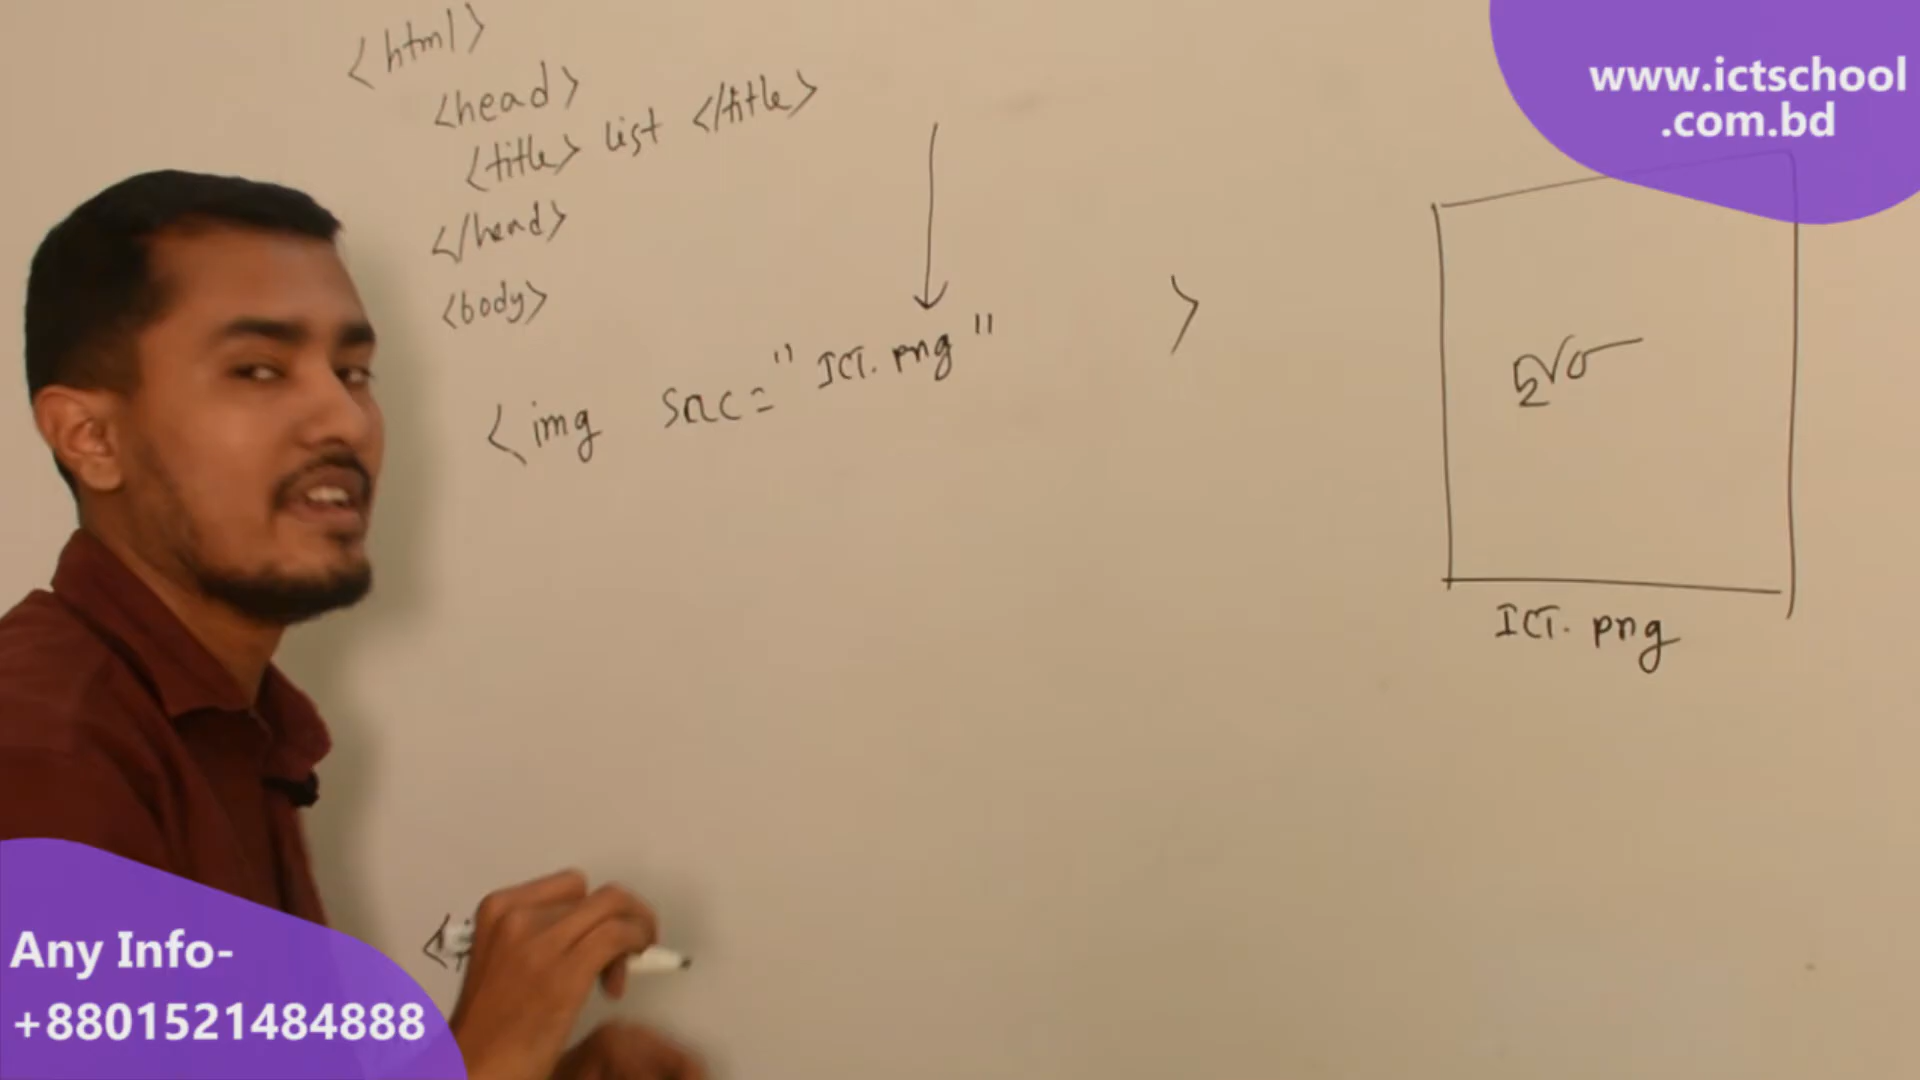 <html>
<head>
<title> list </title>
</head>
<body>
<img src="ICT.png" >
ICT.png
www.ictschool
.com.bd
Any Info-
+8801521484888